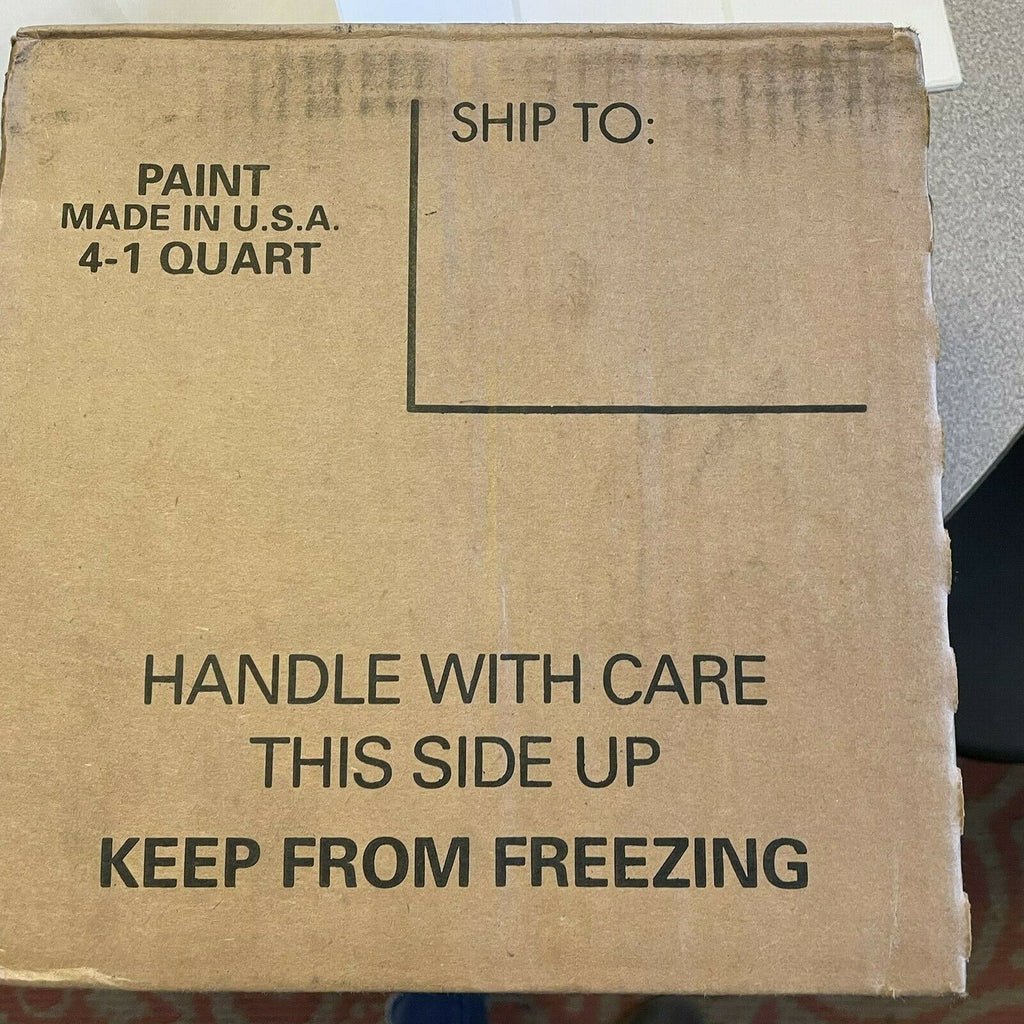 PAINT
MADE IN U.S.A.
4-1 QUART
SHIP TO:
HANDLE WITH CARE
THIS SIDE UP
KEEP FROM FREEZING